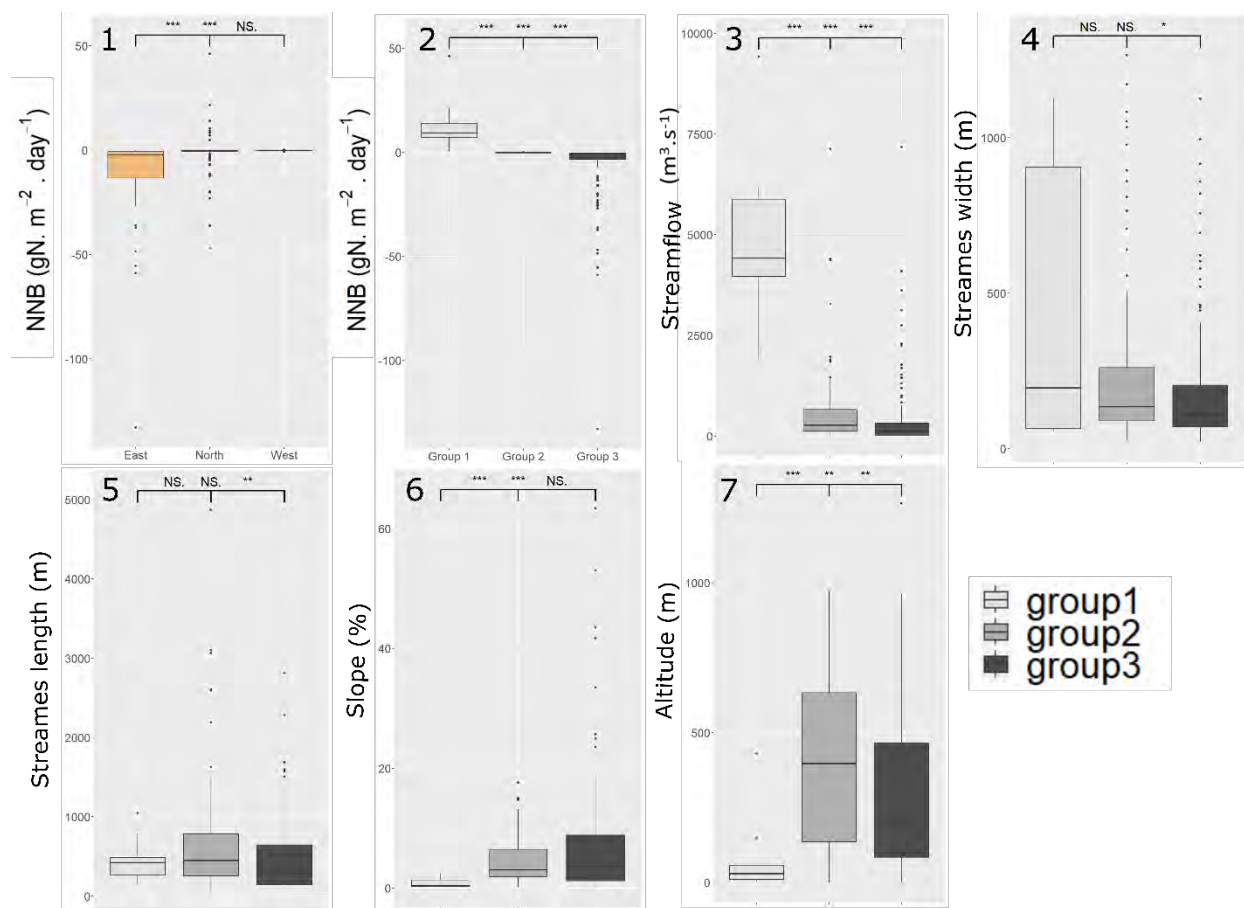 1
*** *** NS.
50
0
-50
-100
NNB (gN. m⁻² . day⁻¹)
East North West
2
*** *** ***
50
0
-50
-100
NNB (gN. m⁻² . day⁻¹)
Group 1 Group 2 Group 3
3
*** *** ***
10000
7500
5000
2500
0
Streamflow (m³.s⁻¹)
4
NS. NS. *
1000
500
0
Streames width (m)
5
NS. NS. **
5000
4000
3000
2000
1000
0
Streames length (m)
6
*** *** NS.
60
40
20
0
Slope (%)
7
*** ** **
1000
500
0
Altitude (m)
group1
group2
group3